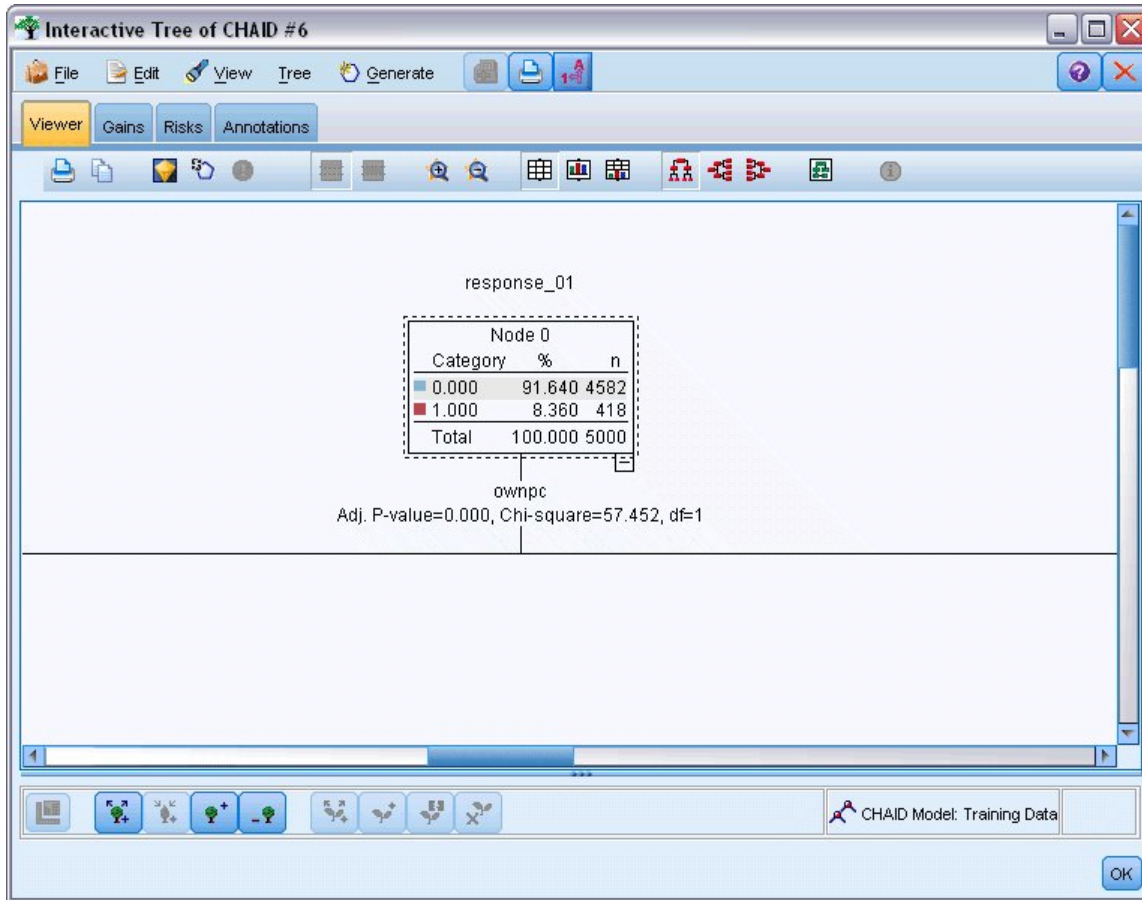 Interactive Tree of CHAID #6
File Edit View Tree Generate
Viewer Gains Risks Annotations
response_01
Node 0
Category % n
0.000 91.640 4582
1.000 8.360 418
Total 100.000 5000
ownpc
Adj. P-value=0.000, Chi-square=57.452, df=1
CHAID Model: Training Data
OK